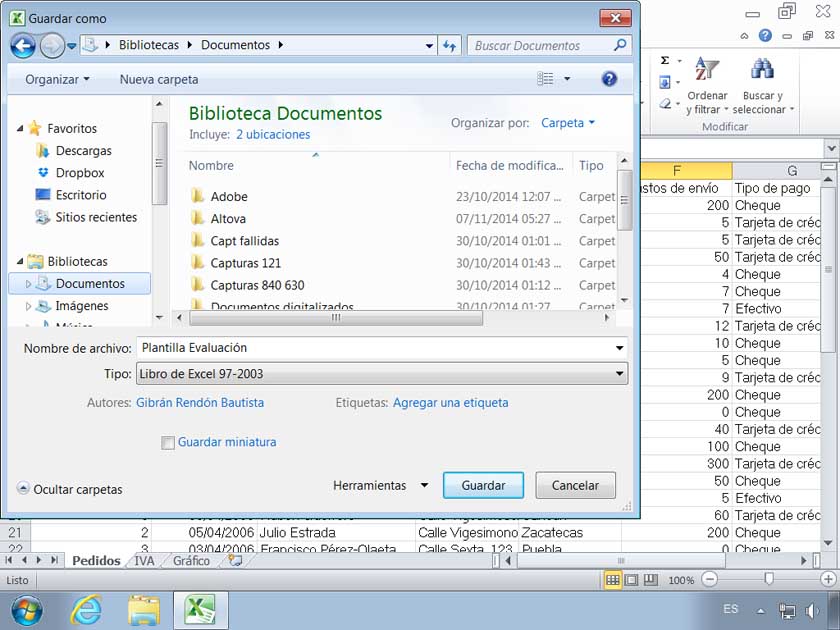 Guardar como
Bibliotecas Documentos
Buscar Documentos
Organizar Nueva carpeta
Favoritos
Descargas
Dropbox
Escritorio
Sitios recientes
Bibliotecas
Documentos
Imágenes
Biblioteca Documentos
Incluye: 2 ubicaciones
Organizar por: Carpeta
Nombre Fecha de modifica... Tipo
Adobe 23/10/2014 12:07 ... Carpet
Altova 07/11/2014 05:27 ... Carpet
Capt fallidas 30/10/2014 01:01 ... Carpet
Capturas 121 30/10/2014 01:43 ... Carpet
Capturas 840 630 30/10/2014 01:12 ... Carpet
Documentos digitalizados 30/10/2014 01:27 Carpet
Nombre de archivo: Plantilla Evaluación
Tipo: Libro de Excel 97-2003
Autores: Gibrán Rendón Bautista Etiquetas: Agregar una etiqueta
Guardar miniatura
Ocultar carpetas Herramientas Guardar Cancelar
Σ
Ordenar y filtrar
Buscar y seleccionar
Modificar
F G
stos de envío Tipo de pago
200 Cheque
5 Tarjeta de créc
5 Tarjeta de créc
50 Tarjeta de créc
4 Cheque
7 Cheque
7 Efectivo
12 Tarjeta de créc
10 Cheque
5 Cheque
9 Tarjeta de créc
200 Cheque
0 Cheque
40 Tarjeta de créc
100 Cheque
300 Tarjeta de créc
50 Cheque
5 Efectivo
60 Tarjeta de créc
21 2 05/04/2006 Julio Estrada Calle Vigesimono Zacatecas 200 Cheque
22 3 03/04/2006 Francisco Pérez-Olaeta Calle Sexta, 123 Puebla 0 Cheque
Pedidos IVA Gráfico
Listo 100%
ES